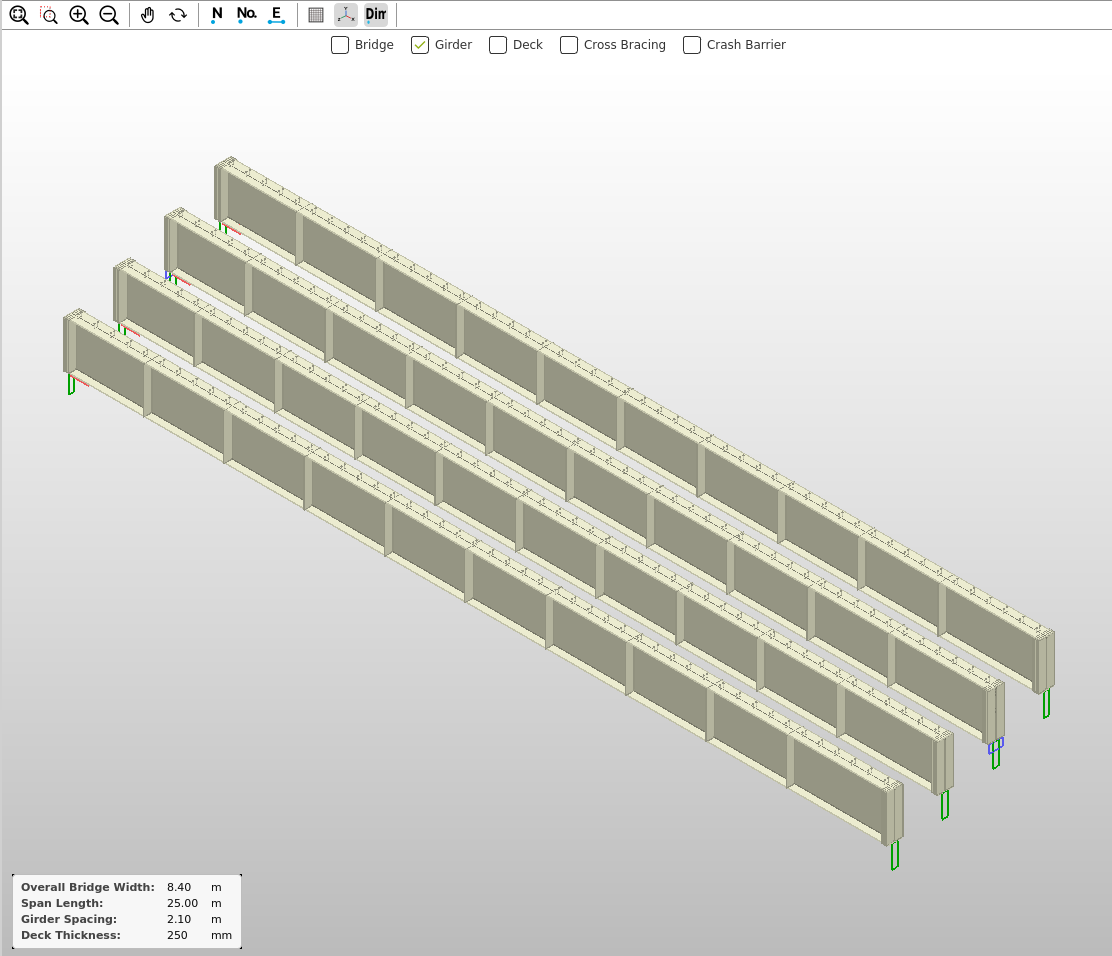 N No. E Dim
Bridge Girder Deck Cross Bracing Crash Barrier
Overall Bridge Width: 8.40 m
Span Length: 25.00 m
Girder Spacing: 2.10 m
Deck Thickness: 250 mm